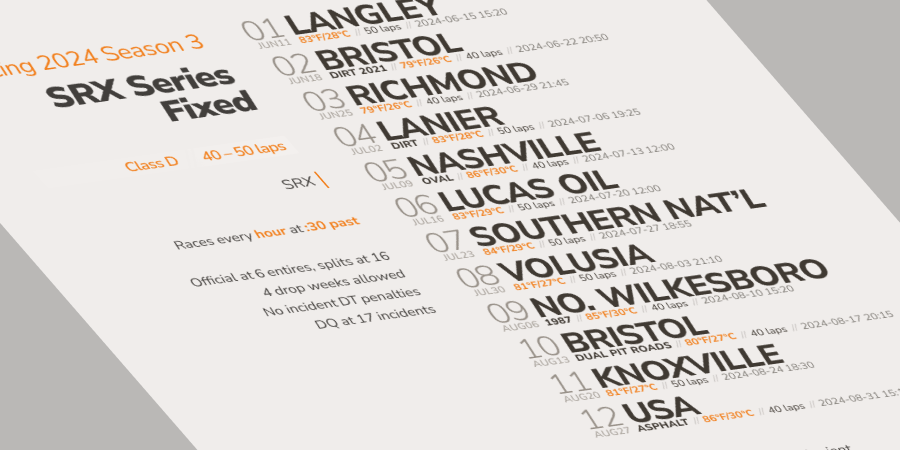 ing 2024 Season 3
SRX Series
Fixed
Class D 40 – 50 laps
SRX
Races every hour at :30 past
Official at 6 entires, splits at 16
4 drop weeks allowed
No incident DT penalties
DQ at 17 incidents
01 LANGLEY
JUN11 83°F/28°C // 50 laps // 2024-06-15 15:20
02 BRISTOL
JUN18 DIRT 2021 // 79°F/26°C // 40 laps // 2024-06-22 20:50
03 RICHMOND
JUN25 79°F/26°C // 40 laps // 2024-06-29 21:45
04 LANIER
JUL02 DIRT // 83°F/28°C // 50 laps // 2024-07-06 19:25
05 NASHVILLE
JUL09 OVAL // 86°F/30°C // 40 laps // 2024-07-13 12:00
06 LUCAS OIL
JUL16 83°F/29°C // 50 laps // 2024-07-20 12:00
07 SOUTHERN NAT'L
JUL23 84°F/29°C // 50 laps // 2024-07-27 18:55
08 VOLUSIA
JUL30 81°F/27°C // 50 laps // 2024-08-03 21:10
09 NO. WILKESBORO
AUG06 1987 // 85°F/30°C // 40 laps // 2024-08-10 15:20
10 BRISTOL
AUG13 DUAL PIT ROADS // 80°F/27°C // 40 laps // 2024-08-17 20:15
11 KNOXVILLE
AUG20 81°F/27°C // 50 laps // 2024-08-24 18:30
12 USA
AUG27 ASPHALT // 86°F/30°C // 40 laps // 2024-08-31